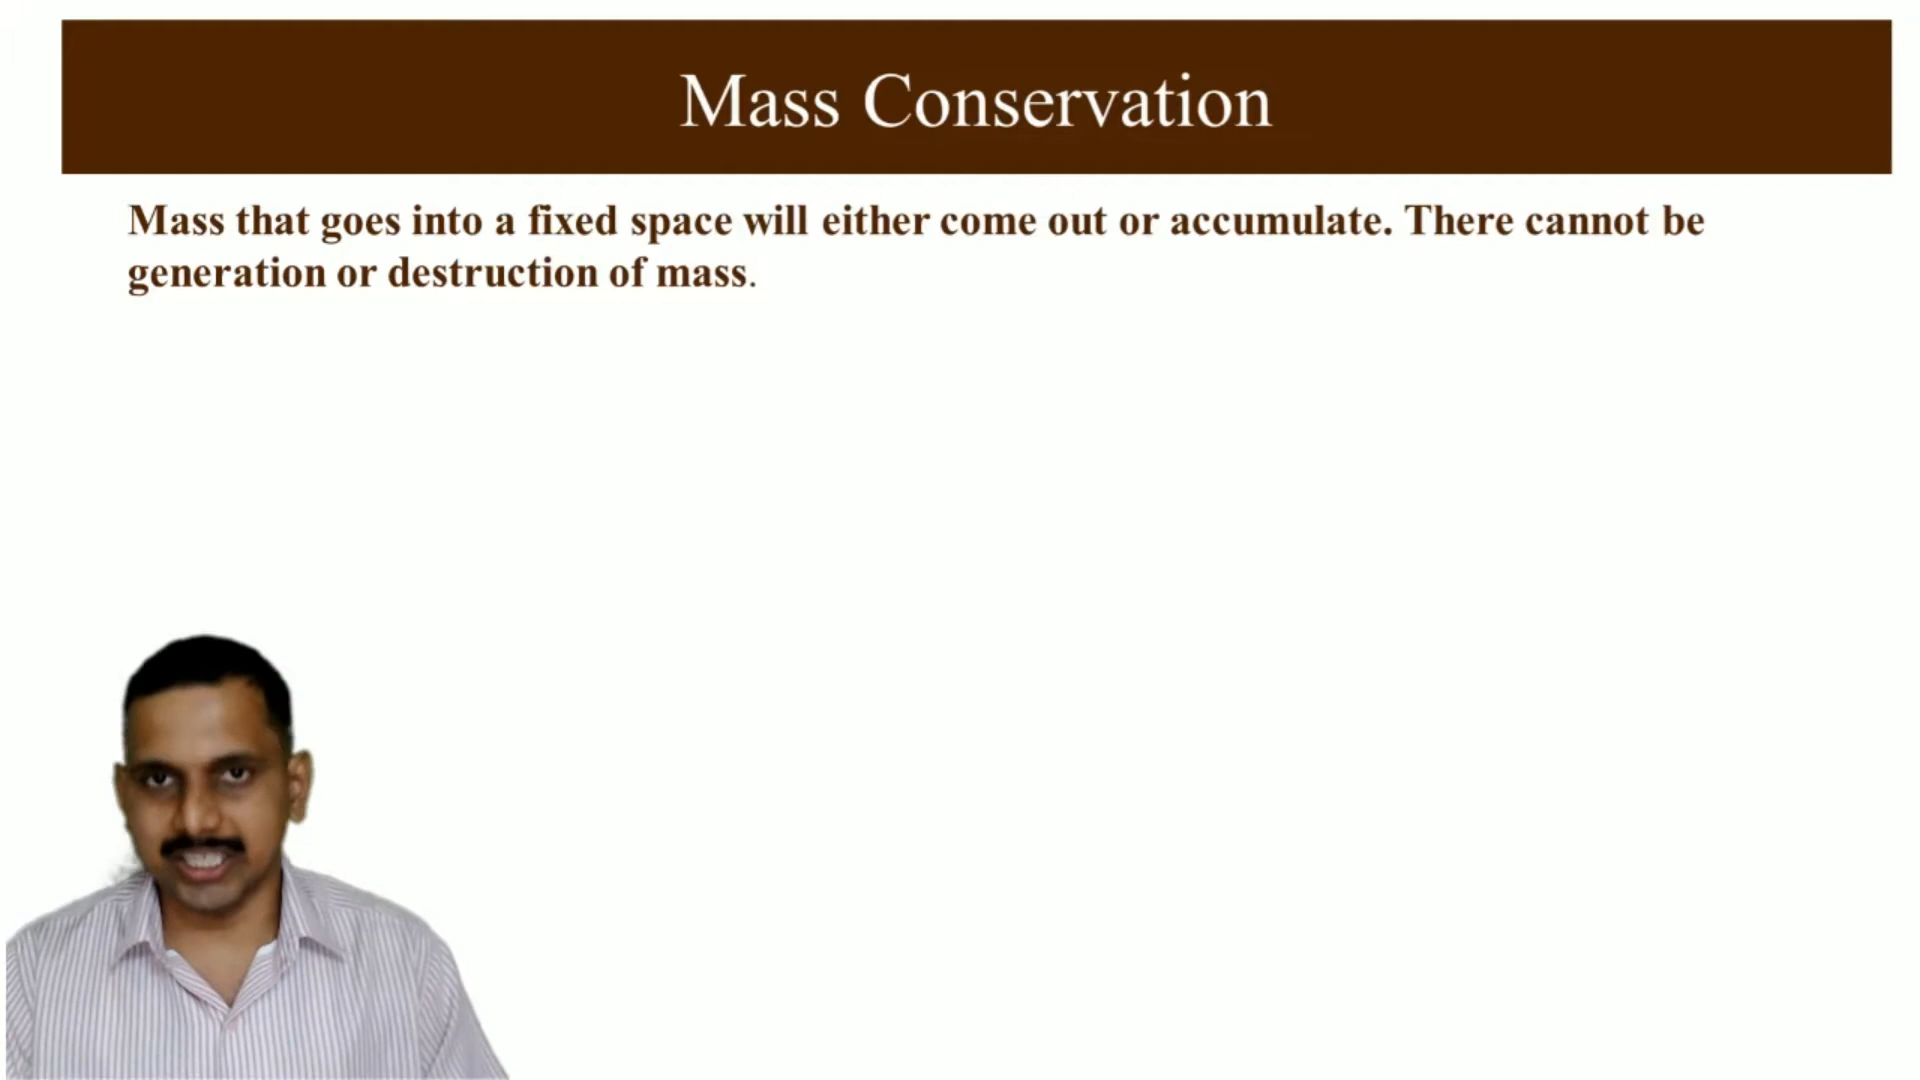 Mass Conservation
Mass that goes into a fixed space will either come out or accumulate. There cannot be
generation or destruction of mass.